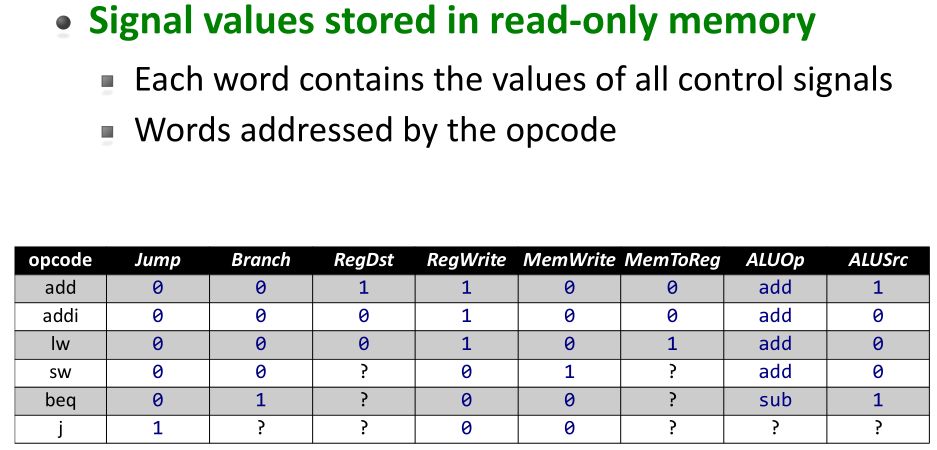 Signal values stored in read-only memory
Each word contains the values of all control signals
Words addressed by the opcode
opcode Jump Branch RegDst RegWrite MemWrite MemToReg ALUOp ALUSrc
add 0 0 1 1 0 0 add 1
addi 0 0 0 1 0 0 add 0
lw 0 0 0 1 0 1 add 0
sw 0 0 ? 0 1 ? add 0
beq 0 1 ? 0 0 ? sub 1
j 1 ? ? 0 0 ? ? ?